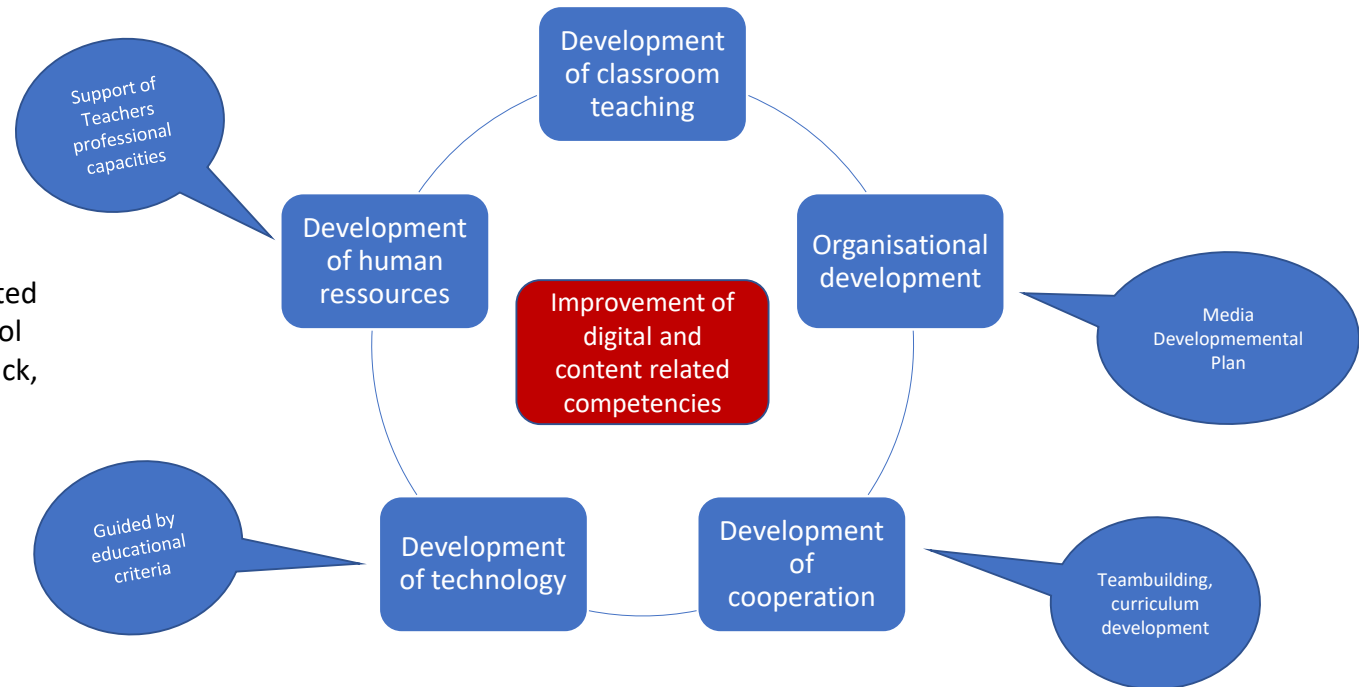 Development
of classroom
teaching
Support of
Teachers
professional
capacities
Development
of human
ressources
Organisational
development
Improvement of
digital and
content related
competencies
Media
Developmemental
Plan
Guided by
educational
criteria
Development
of technology
Development
of
cooperation
Teambuilding,
curriculum
development